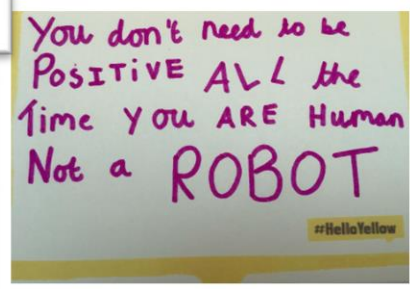 You don't need to be
PoSITiVE ALL the
Time you ARE Human
Not a ROBOT
#HelloYellow